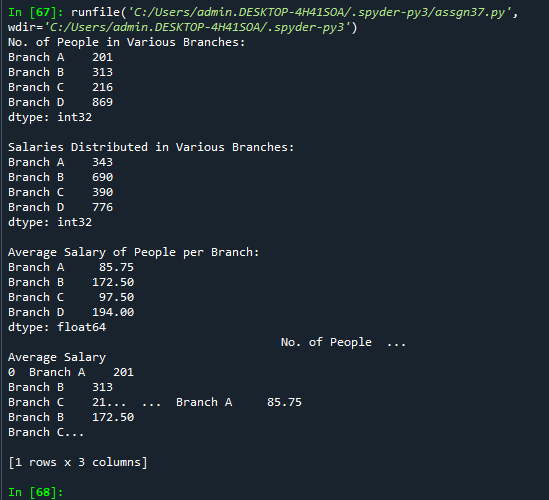 In [67]: runfile('C:/Users/admin.DESKTOP-4H41SOA/.spyder-py3/assgn37.py',
wdir='C:/Users/admin.DESKTOP-4H41SOA/.spyder-py3')
No. of People in Various Branches:
Branch A    201
Branch B    313
Branch C    216
Branch D    869
dtype: int32

Salaries Distributed in Various Branches:
Branch A    343
Branch B    690
Branch C    390
Branch D    776
dtype: int32

Average Salary of People per Branch:
Branch A     85.75
Branch B    172.50
Branch C     97.50
Branch D    194.00
dtype: float64
                                       No. of People  ...
Average Salary
0  Branch A    201
Branch B    313
Branch C    21...  ...  Branch A     85.75
Branch B    172.50
Branch C...

[1 rows x 3 columns]

In [68]: